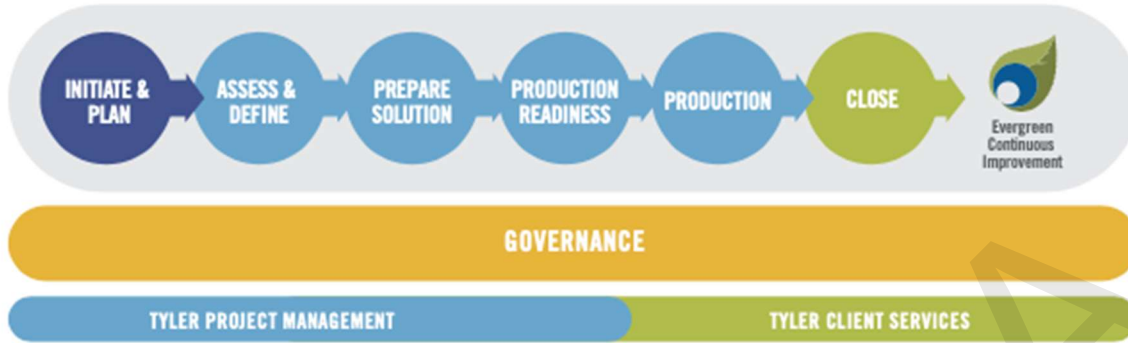 INITIATE &
PLAN
ASSESS &
DEFINE
PREPARE
SOLUTION
PRODUCTION
READINESS
PRODUCTION
CLOSE
Evergreen
Continuous
Improvement
GOVERNANCE
TYLER PROJECT MANAGEMENT
TYLER CLIENT SERVICES